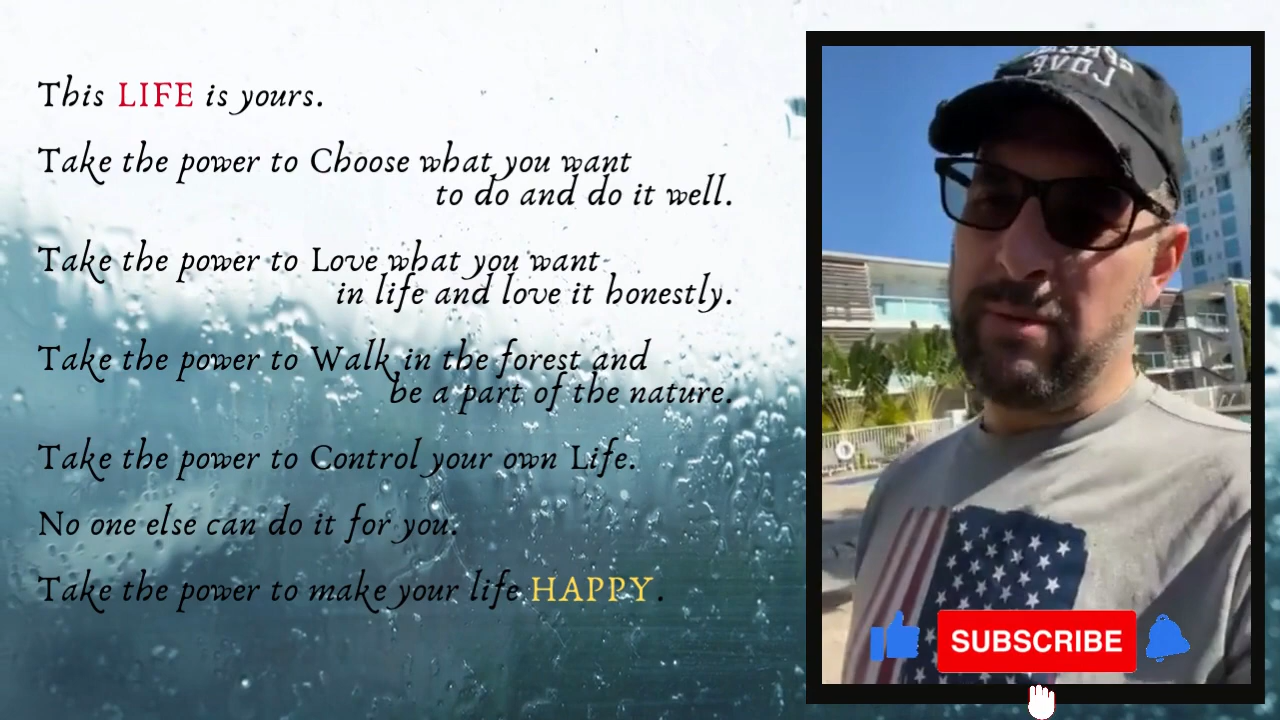 This LIFE is yours.
Take the power to Choose what you want
to do and do it well.
Take the power to Love what you want
in life and love it honestly.
Take the power to Walk in the forest and
be a part of the nature.
Take the power to Control your own Life.
No one else can do it for you.
Take the power to make your life HAPPY.
SPREAD
LOVE
SUBSCRIBE